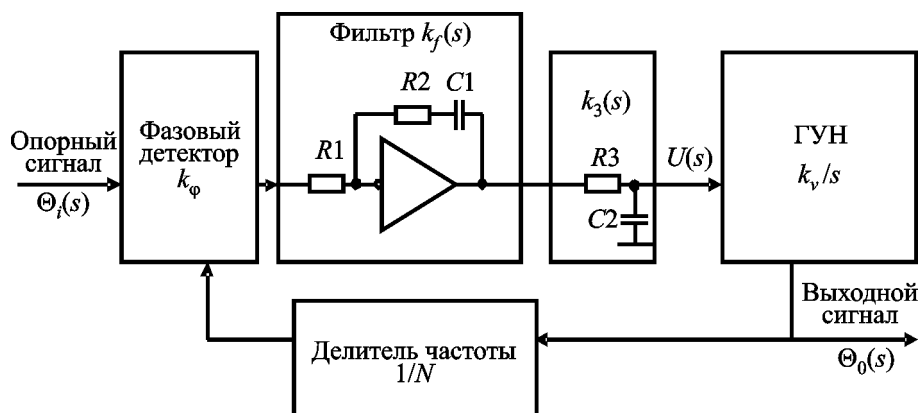 Фильтр k_f(s)
R2 C1
R1
Опорный
сигнал
Θ_i(s)
Фазовый
детектор
k_φ
k_3(s)
R3
C2
U(s)
ГУН
k_v/s
Выходной
сигнал
Θ_0(s)
Делитель частоты
1/N